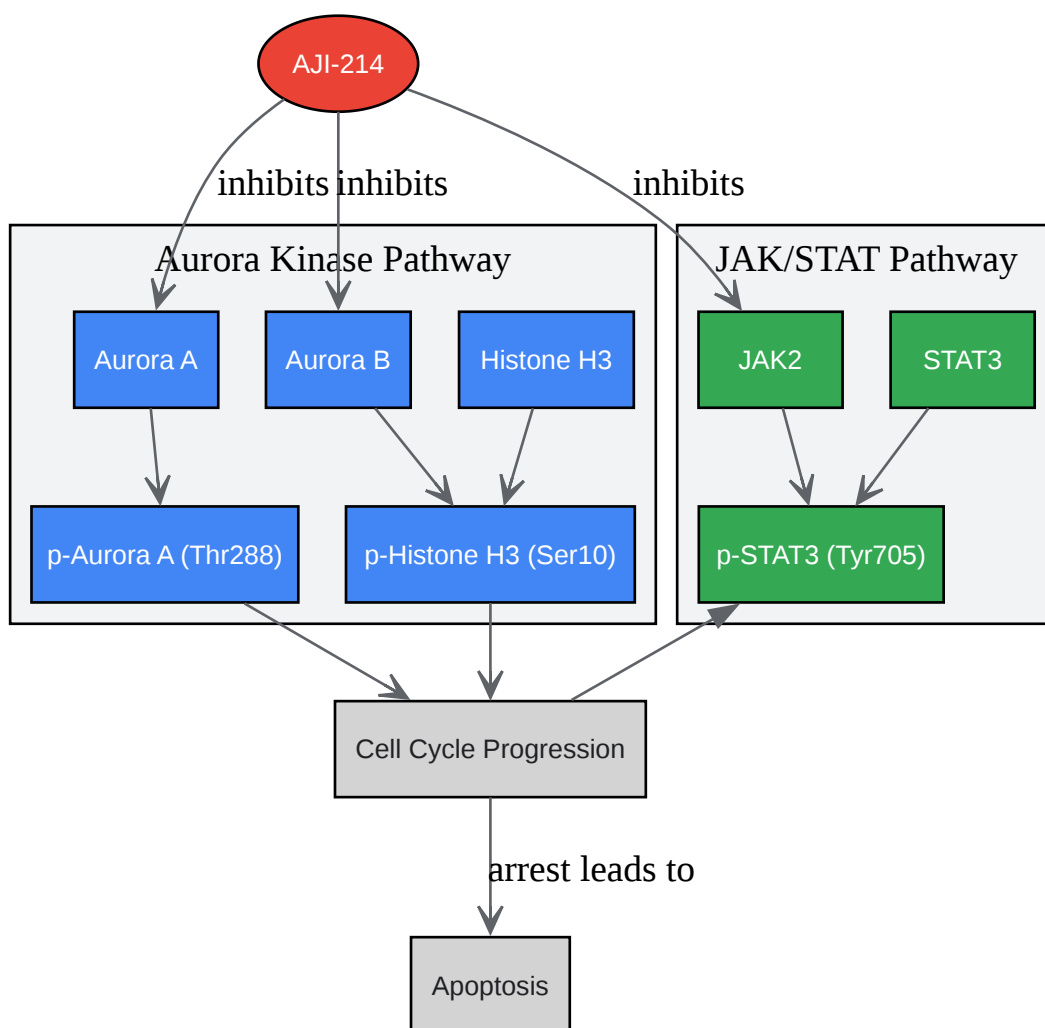 AJI-214
inhibits
inhibits
inhibits
Aurora Kinase Pathway
JAK/STAT Pathway
Aurora A
Aurora B
Histone H3
JAK2
STAT3
p-Aurora A (Thr288)
p-Histone H3 (Ser10)
p-STAT3 (Tyr705)
Cell Cycle Progression
arrest leads to
Apoptosis